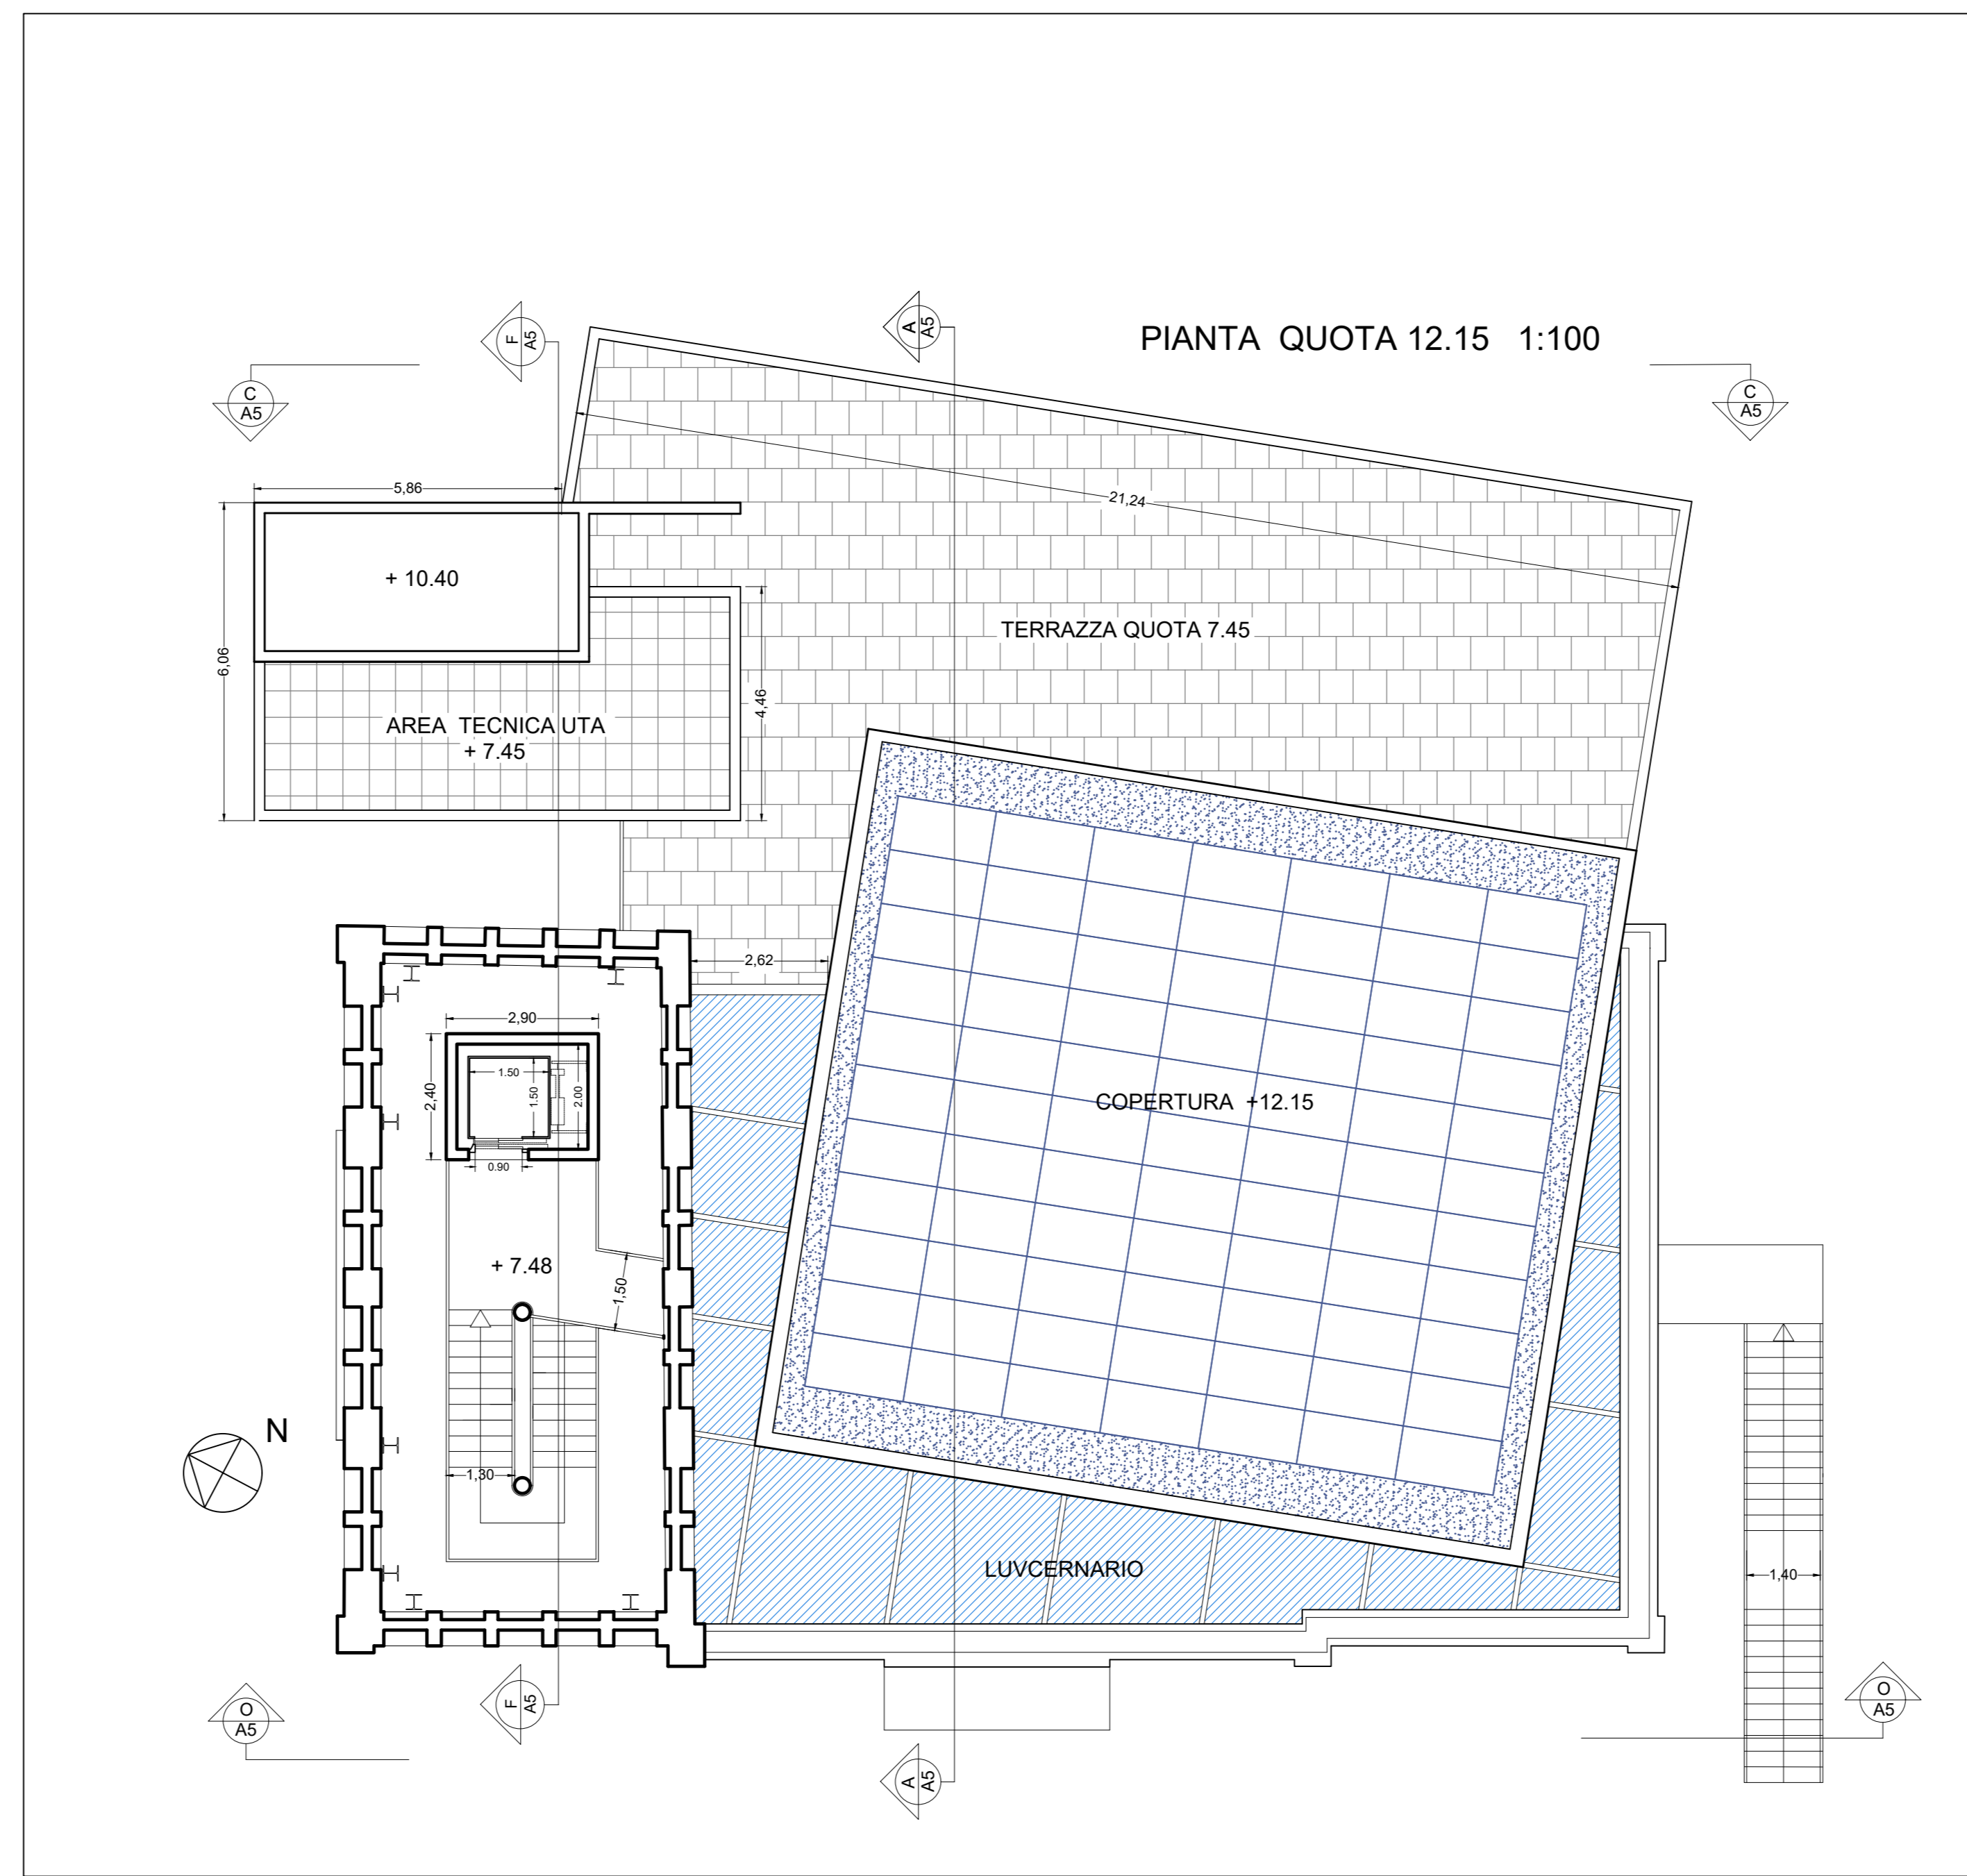 PIANTA  QUOTA 12.15   1:100
F
A5
A
A5
C
A5
C
A5
5,86
21,24
+ 10.40
TERRAZZA QUOTA 7.45
6,06
4,46
AREA  TECNICA UTA
+ 7.45
2,62
2,90
2,40
1.50
1.50
2.00
0.90
COPERTURA  +12.15
+ 7.48
1,50
N
1,30
LUVCERNARIO
1,40
O
A5
F
A5
O
A5
A
A5